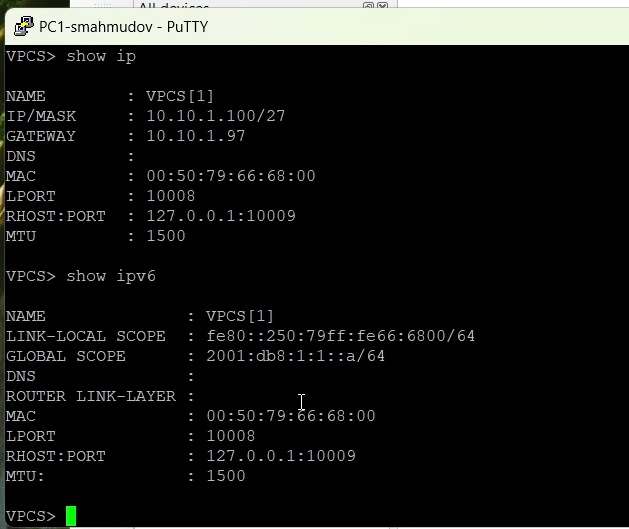 All devices
PC1-smahmudov - PuTTY
VPCS> show ip
NAME : VPCS[1]
IP/MASK : 10.10.1.100/27
GATEWAY : 10.10.1.97
DNS :
MAC : 00:50:79:66:68:00
LPORT : 10008
RHOST:PORT : 127.0.0.1:10009
MTU : 1500
VPCS> show ipv6
NAME : VPCS[1]
LINK-LOCAL SCOPE : fe80::250:79ff:fe66:6800/64
GLOBAL SCOPE : 2001:db8:1:1::a/64
DNS :
ROUTER LINK-LAYER :
MAC : 00:50:79:66:68:00
LPORT : 10008
RHOST:PORT : 127.0.0.1:10009
MTU: : 1500
VPCS>